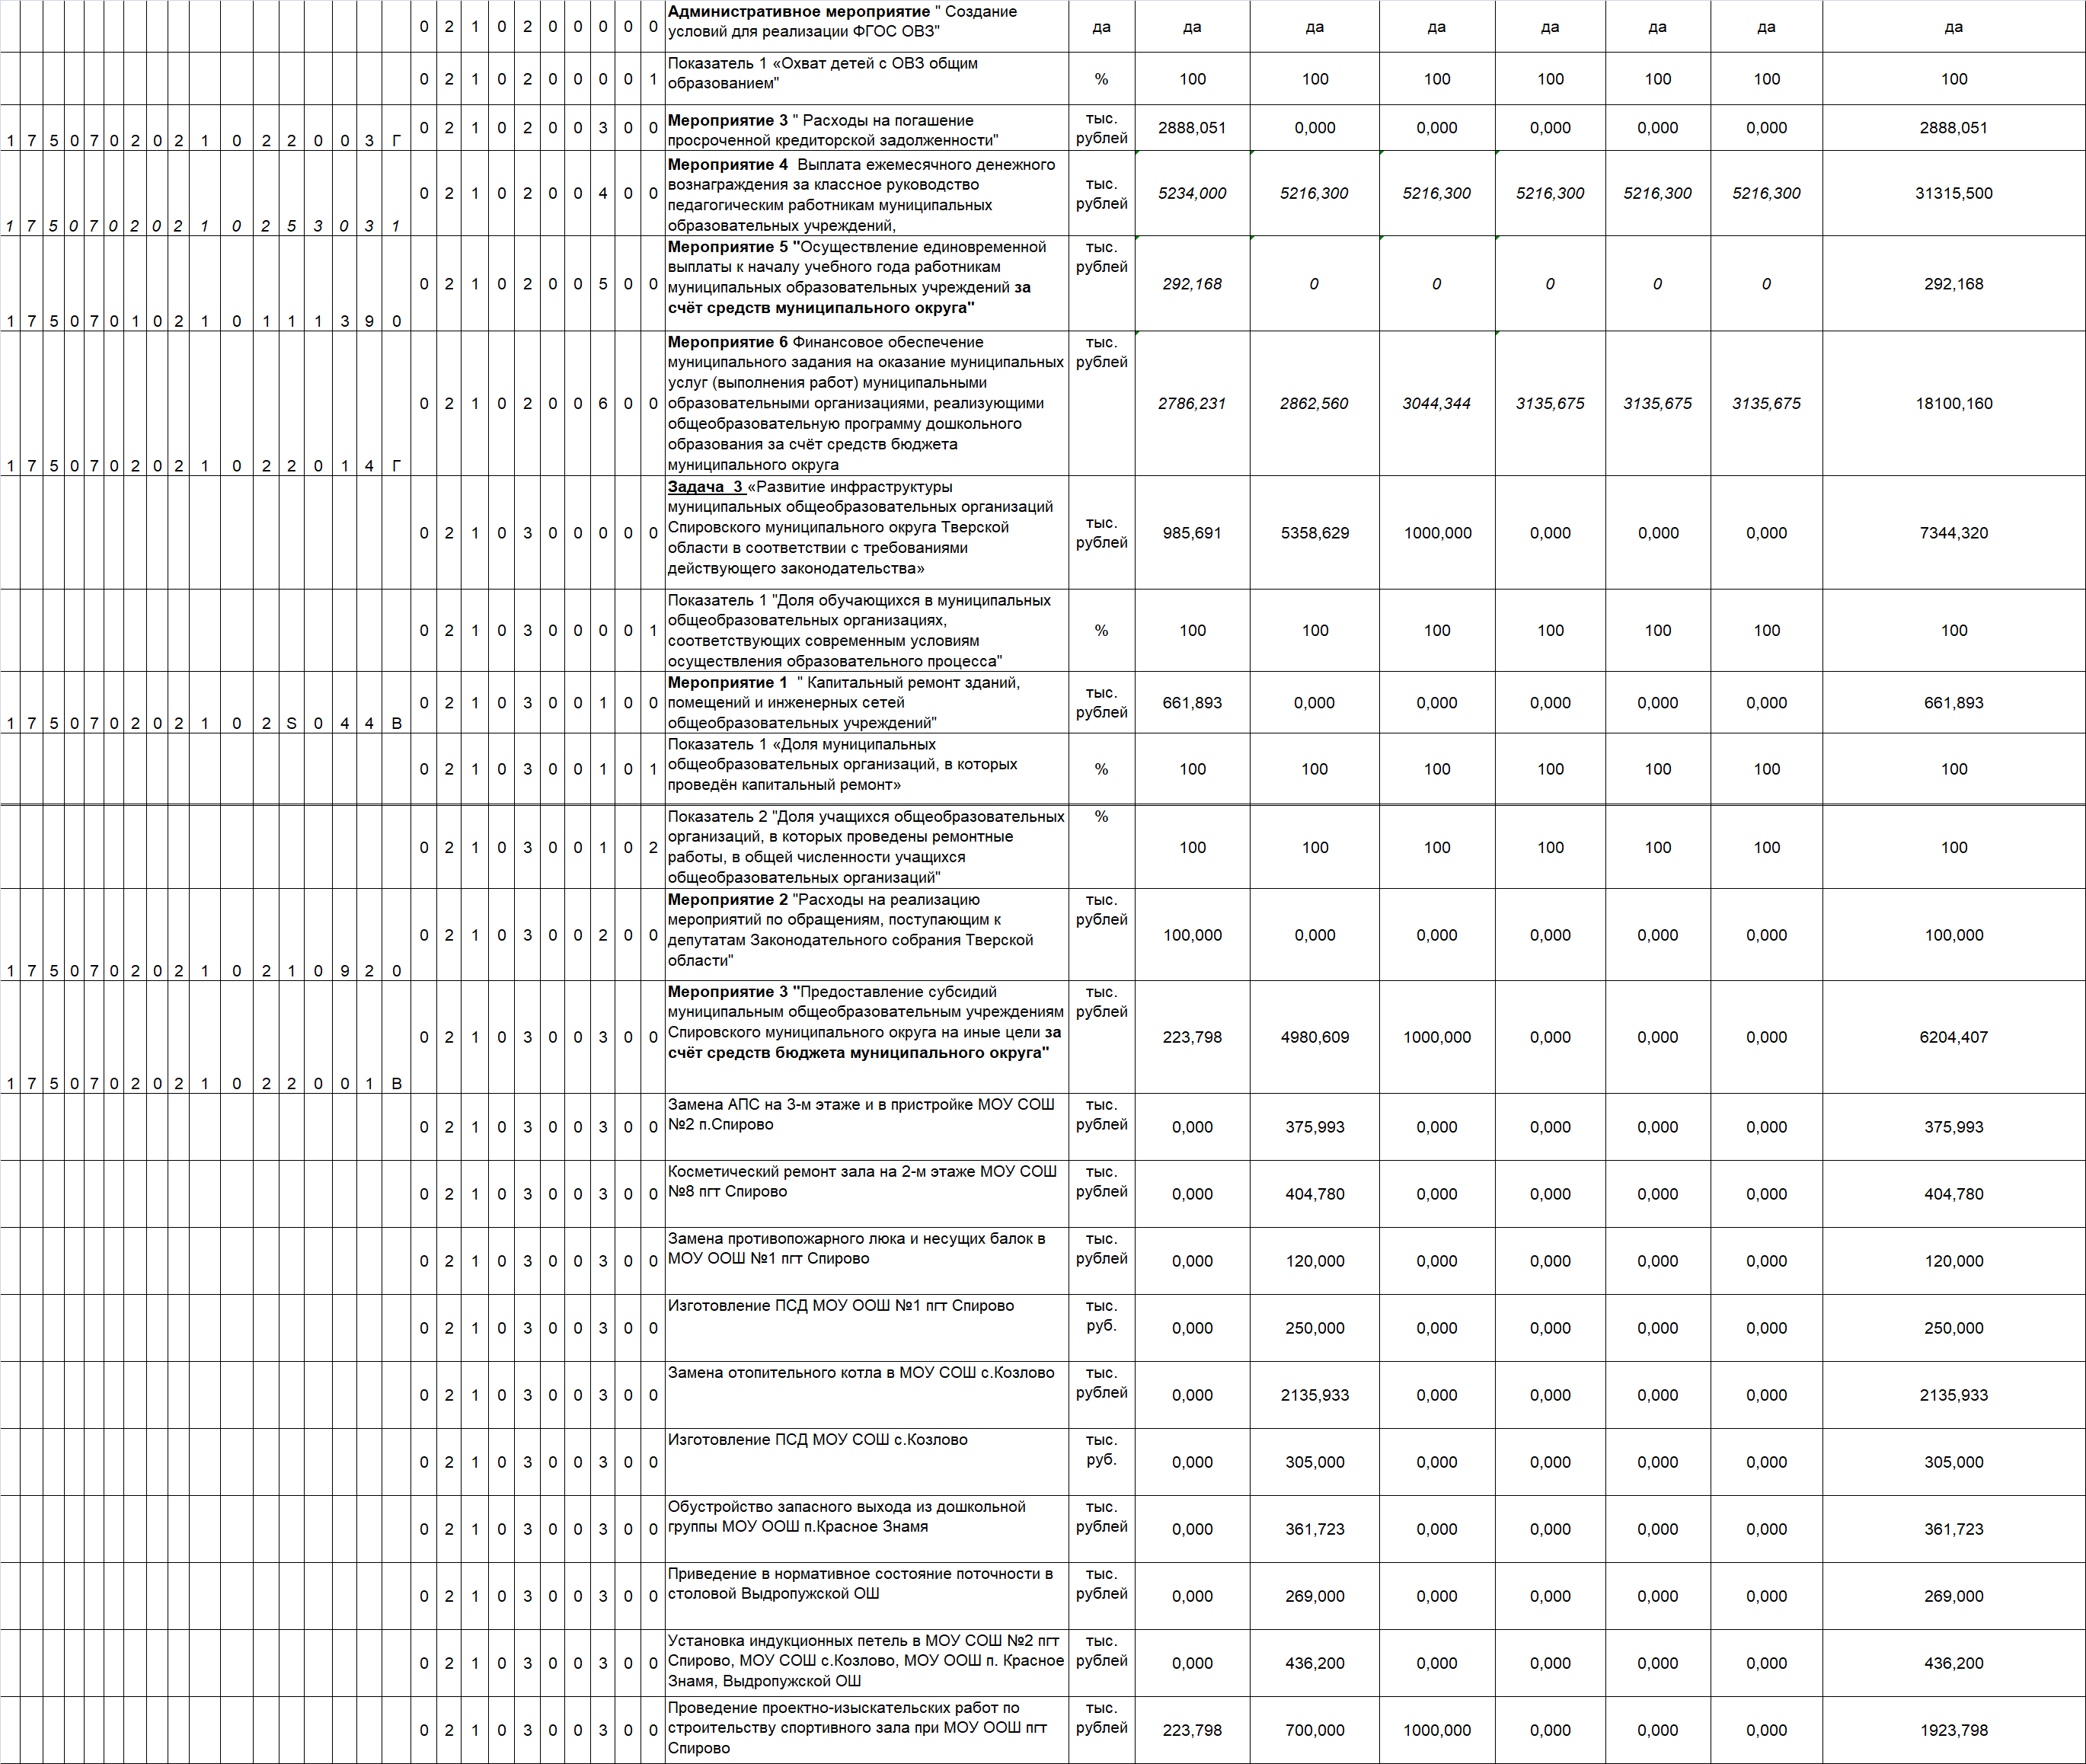 0 2 1 0 2 0 0 0 0 0 Административное мероприятие " Создание условий для реализации ФГОС ОВЗ" да да да да да да да да
0 2 1 0 2 0 0 0 0 1 Показатель 1 «Охват детей с ОВЗ общим образованием" % 100 100 100 100 100 100 100
1 7 5 0 7 0 2 0 2 1 0 2 2 0 0 3 Г 0 2 1 0 2 0 0 3 0 0 Мероприятие 3 " Расходы на погашение просроченной кредиторской задолженности" тыс. рублей 2888,051 0,000 0,000 0,000 0,000 0,000 2888,051
1 7 5 0 7 0 2 0 2 1 0 2 5 3 0 3 1 0 2 1 0 2 0 0 4 0 0 Мероприятие 4 Выплата ежемесячного денежного вознаграждения за классное руководство педагогическим работникам муниципальных образовательных учреждений, тыс. рублей 5234,000 5216,300 5216,300 5216,300 5216,300 5216,300 31315,500
1 7 5 0 7 0 1 0 2 1 0 1 1 1 3 9 0 0 2 1 0 2 0 0 5 0 0 Мероприятие 5 "Осуществление единовременной выплаты к началу учебного года работникам муниципальных образовательных учреждений за счёт средств муниципального округа" тыс. рублей 292,168 0 0 0 0 0 292,168
1 7 5 0 7 0 2 0 2 1 0 2 2 0 1 4 Г 0 2 1 0 2 0 0 6 0 0 Мероприятие 6 Финансовое обеспечение муниципального задания на оказание муниципальных услуг (выполнения работ) муниципальными образовательными организациями, реализующими общеобразовательную программу дошкольного образования за счёт средств бюджета муниципального округа тыс. рублей 2786,231 2862,560 3044,344 3135,675 3135,675 3135,675 18100,160
0 2 1 0 3 0 0 0 0 0 Задача 3 «Развитие инфраструктуры муниципальных общеобразовательных организаций Спировского муниципального округа Тверской области в соответствии с требованиями действующего законодательства» тыс. рублей 985,691 5358,629 1000,000 0,000 0,000 0,000 7344,320
0 2 1 0 3 0 0 0 0 1 Показатель 1 "Доля обучающихся в муниципальных общеобразовательных организациях, соответствующих современным условиям осуществления образовательного процесса" % 100 100 100 100 100 100 100
1 7 5 0 7 0 2 0 2 1 0 2 S 0 4 4 В 0 2 1 0 3 0 0 1 0 0 Мероприятие 1 " Капитальный ремонт зданий, помещений и инженерных сетей общеобразовательных учреждений" тыс. рублей 661,893 0,000 0,000 0,000 0,000 0,000 661,893
0 2 1 0 3 0 0 1 0 1 Показатель 1 «Доля муниципальных общеобразовательных организаций, в которых проведён капитальный ремонт» % 100 100 100 100 100 100 100
0 2 1 0 3 0 0 1 0 2 Показатель 2 "Доля учащихся общеобразовательных организаций, в которых проведены ремонтные работы, в общей численности учащихся общеобразовательных организаций" % 100 100 100 100 100 100 100
1 7 5 0 7 0 2 0 2 1 0 2 1 0 9 2 0 0 2 1 0 3 0 0 2 0 0 Мероприятие 2 "Расходы на реализацию мероприятий по обращениям, поступающим к депутатам Законодательного собрания Тверской области" тыс. рублей 100,000 0,000 0,000 0,000 0,000 0,000 100,000
1 7 5 0 7 0 2 0 2 1 0 2 2 0 0 1 В 0 2 1 0 3 0 0 3 0 0 Мероприятие 3 "Предоставление субсидий муниципальным общеобразовательным учреждениям Спировского муниципального округа на иные цели за счёт средств бюджета муниципального округа" тыс. рублей 223,798 4980,609 1000,000 0,000 0,000 0,000 6204,407
0 2 1 0 3 0 0 3 0 0 Замена АПС на 3-м этаже и в пристройке МОУ СОШ №2 п.Спирово тыс. рублей 0,000 375,993 0,000 0,000 0,000 0,000 375,993
0 2 1 0 3 0 0 3 0 0 Косметический ремонт зала на 2-м этаже МОУ СОШ №8 пгт Спирово тыс. рублей 0,000 404,780 0,000 0,000 0,000 0,000 404,780
0 2 1 0 3 0 0 3 0 0 Замена противопожарного люка и несущих балок в МОУ ООШ №1 пгт Спирово тыс. рублей 0,000 120,000 0,000 0,000 0,000 0,000 120,000
0 2 1 0 3 0 0 3 0 0 Изготовление ПСД МОУ ООШ №1 пгт Спирово тыс. руб. 0,000 250,000 0,000 0,000 0,000 0,000 250,000
0 2 1 0 3 0 0 3 0 0 Замена отопительного котла в МОУ СОШ с.Козлово тыс. рублей 0,000 2135,933 0,000 0,000 0,000 0,000 2135,933
0 2 1 0 3 0 0 3 0 0 Изготовление ПСД МОУ СОШ с.Козлово тыс. руб. 0,000 305,000 0,000 0,000 0,000 0,000 305,000
0 2 1 0 3 0 0 3 0 0 Обустройство запасного выхода из дошкольной группы МОУ ООШ п.Красное Знамя тыс. рублей 0,000 361,723 0,000 0,000 0,000 0,000 361,723
0 2 1 0 3 0 0 3 0 0 Приведение в нормативное состояние поточности в столовой Выдропужской ОШ тыс. рублей 0,000 269,000 0,000 0,000 0,000 0,000 269,000
0 2 1 0 3 0 0 3 0 0 Установка индукционных петель в МОУ СОШ №2 пгт Спирово, МОУ СОШ с.Козлово, МОУ ООШ п. Красное Знамя, Выдропужской ОШ тыс. рублей 0,000 436,200 0,000 0,000 0,000 0,000 436,200
0 2 1 0 3 0 0 3 0 0 Проведение проектно-изыскательских работ по строительству спортивного зала при МОУ ООШ пгт Спирово тыс. рублей 223,798 700,000 1000,000 0,000 0,000 0,000 1923,798